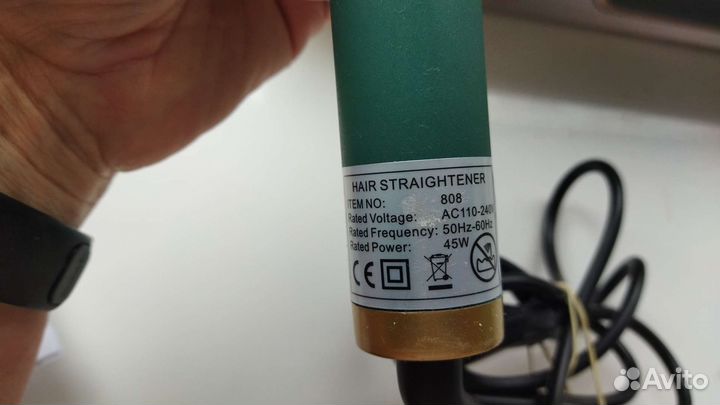 HAIR STRAIGHTENER
ITEM NO: 808
Rated Voltage: AC110-240V
Rated Frequency: 50Hz-60Hz
Rated Power: 45W
CE
Avito